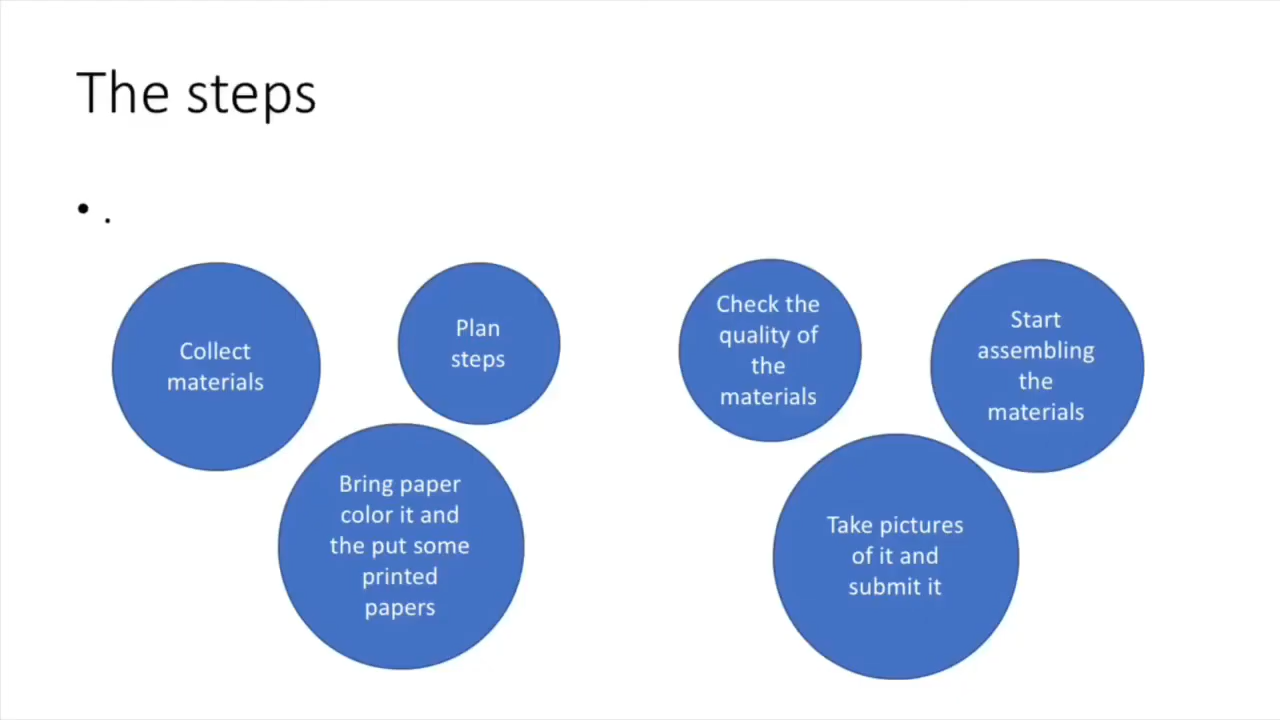 The steps
• .
Collect
materials
Plan
steps
Check the
quality of
the
materials
Start
assembling
the
materials
Bring paper
color it and
the put some
printed
papers
Take pictures
of it and
submit it